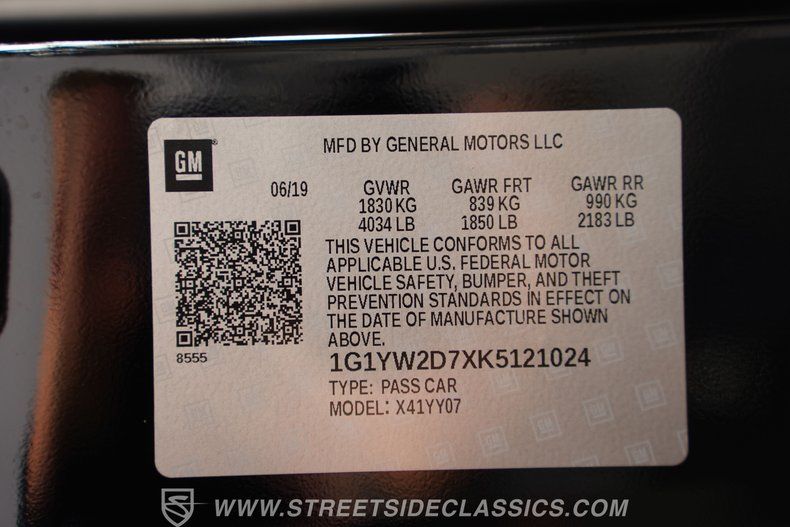 GM
MFD BY GENERAL MOTORS LLC
06/19 GVWR GAWR FRT GAWR RR
1830 KG 839 KG 990 KG
4034 LB 1850 LB 2183 LB
THIS VEHICLE CONFORMS TO ALL
APPLICABLE U.S. FEDERAL MOTOR
VEHICLE SAFETY, BUMPER, AND THEFT
PREVENTION STANDARDS IN EFFECT ON
THE DATE OF MANUFACTURE SHOWN
ABOVE.
8555
1G1YW2D7XK5121024
TYPE: PASS CAR
MODEL: X41YY07
WWW.STREETSIDECLASSICS.COM